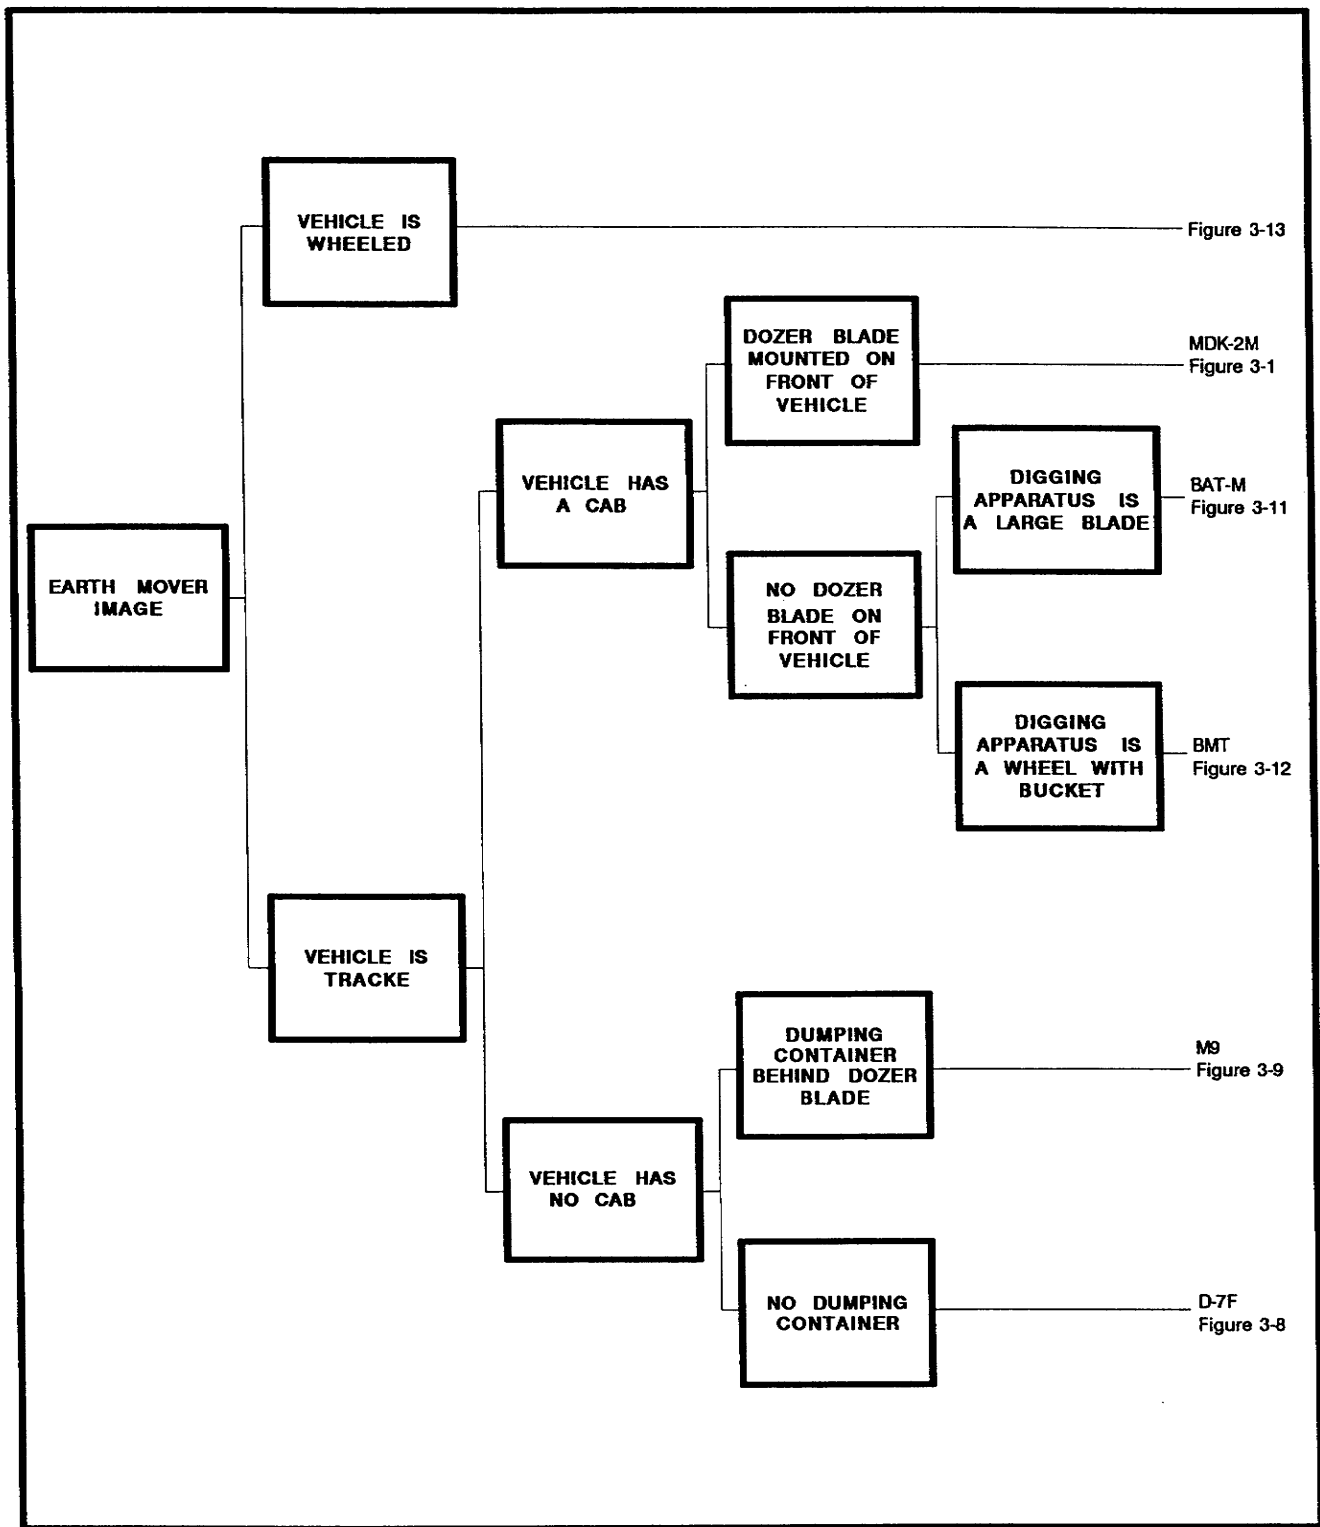 VEHICLE IS
WHEELED
Figure 3-13
DOZER BLADE
MOUNTED ON
FRONT OF
VEHICLE
MDK-2M
Figure 3-1
VEHICLE HAS
A CAB
DIGGING
APPARATUS IS
A LARGE BLADE
BAT-M
Figure 3-11
EARTH MOVER
IMAGE
NO DOZER
BLADE ON
FRONT OF
VEHICLE
DIGGING
APPARATUS IS
A WHEEL WITH
BUCKET
BMT
Figure 3-12
VEHICLE IS
TRACKE
DUMPING
CONTAINER
BEHIND DOZER
BLADE
M9
Figure 3-9
VEHICLE HAS
NO CAB
NO DUMPING
CONTAINER
D-7F
Figure 3-8